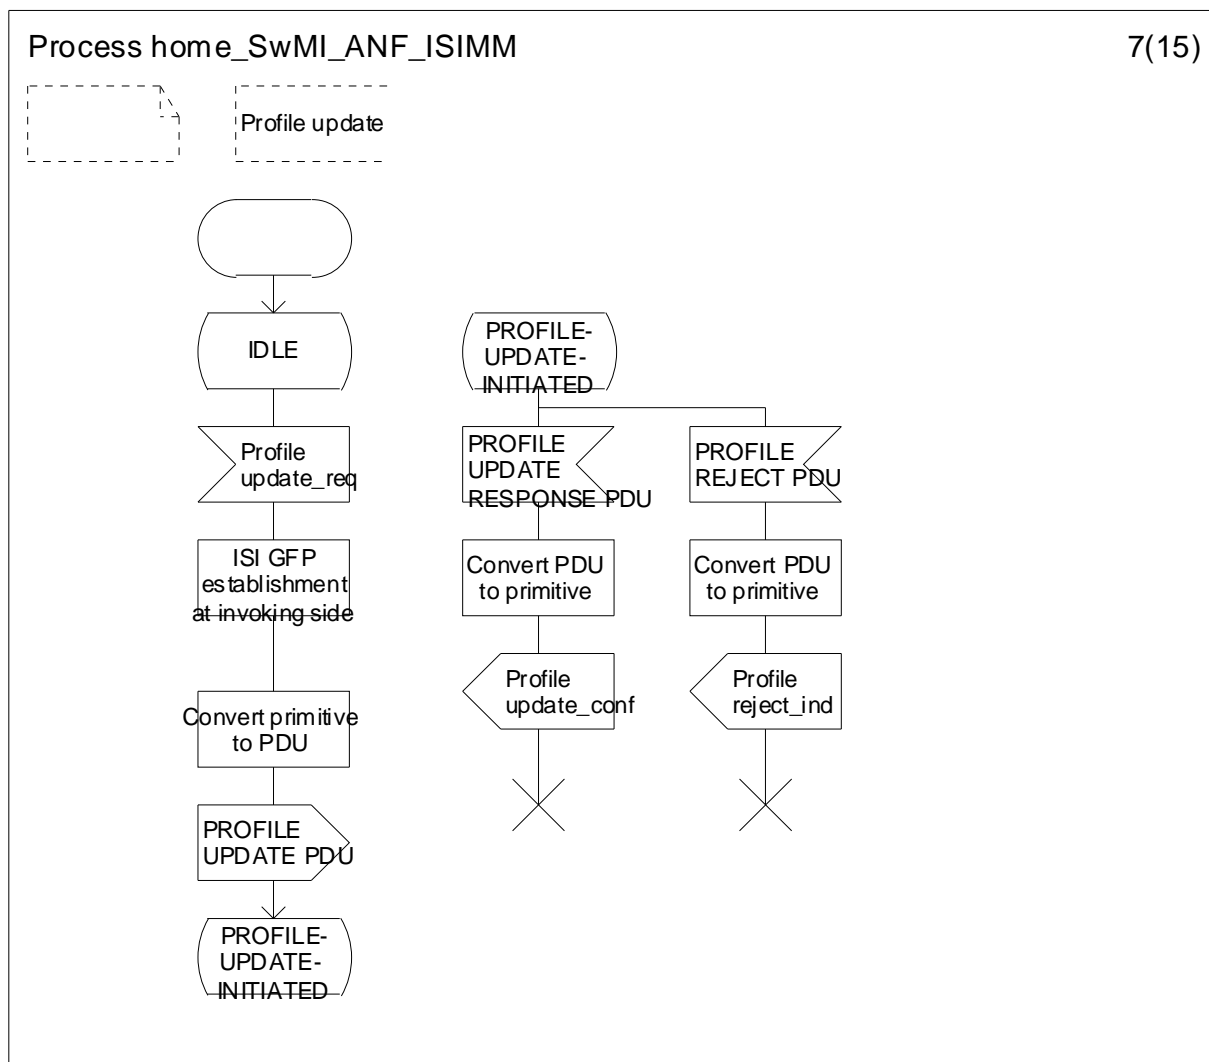 Process home_SwMI_ANF_ISIMM
7(15)
Profile update
IDLE
Profile
update_req
ISI GFP
establishment
at invoking side
Convert primitive
to PDU
PROFILE
UPDATE PDU
PROFILE-
UPDATE-
INITIATED
PROFILE-
UPDATE-
INITIATED
PROFILE
UPDATE
RESPONSE PDU
Convert PDU
to primitive
Profile
update_conf
PROFILE
REJECT PDU
Convert PDU
to primitive
Profile
reject_ind